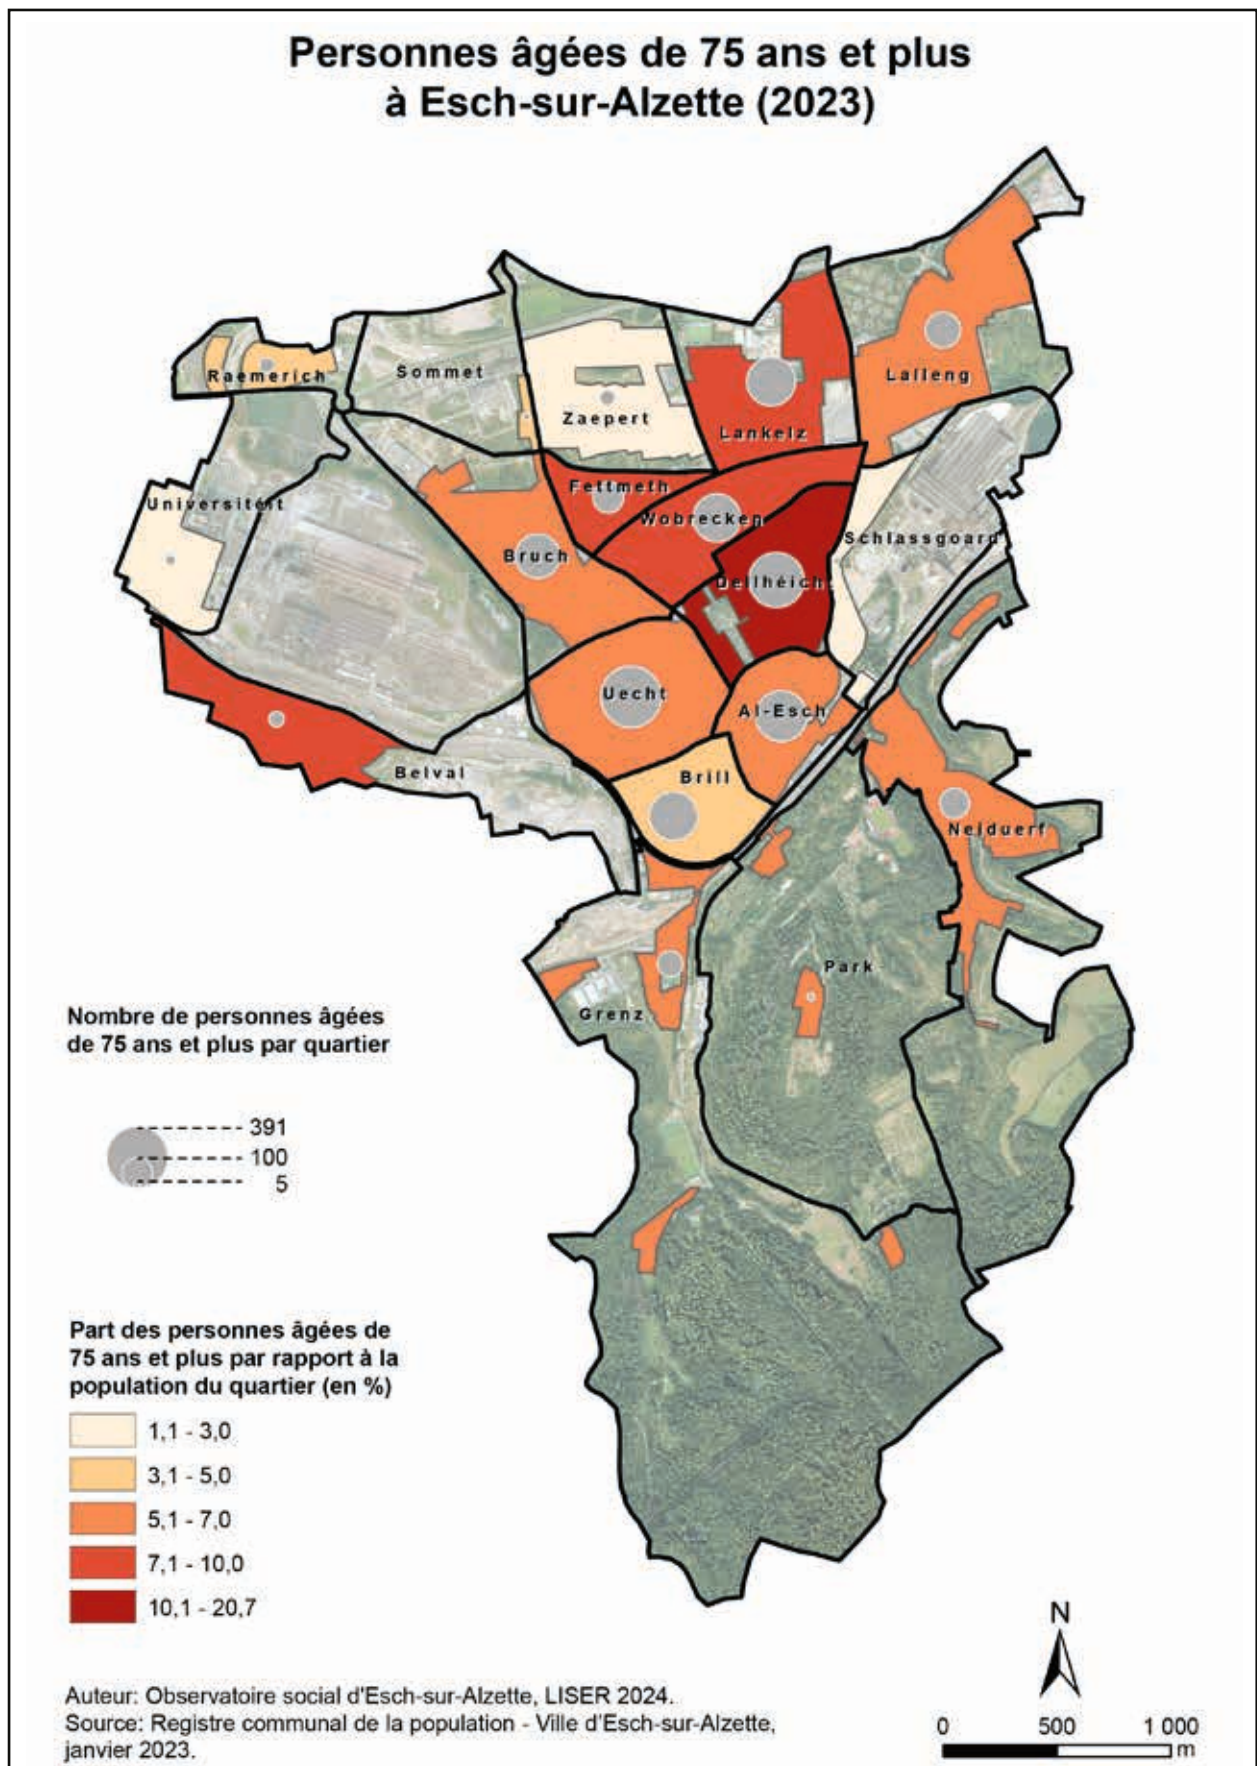 Personnes âgées de 75 ans et plus
à Esch-sur-Alzette (2023)
Raemerich
Sommet
Zaepert
Lankelz
Lalleng
Universitéit
Fettmeth
Wobrecken
Schlassgoard
Bruch
Dellhéich
Uecht
Al-Esch
Belval
Brill
Neiduerf
Park
Grenz
Nombre de personnes âgées
de 75 ans et plus par quartier
391
100
5
Part des personnes âgées de
75 ans et plus par rapport à la
population du quartier (en %)
1,1 - 3,0
3,1 - 5,0
5,1 - 7,0
7,1 - 10,0
10,1 - 20,7
N
Auteur: Observatoire social d'Esch-sur-Alzette, LISER 2024.
Source: Registre communal de la population - Ville d'Esch-sur-Alzette,
janvier 2023.
0 500 1 000
m